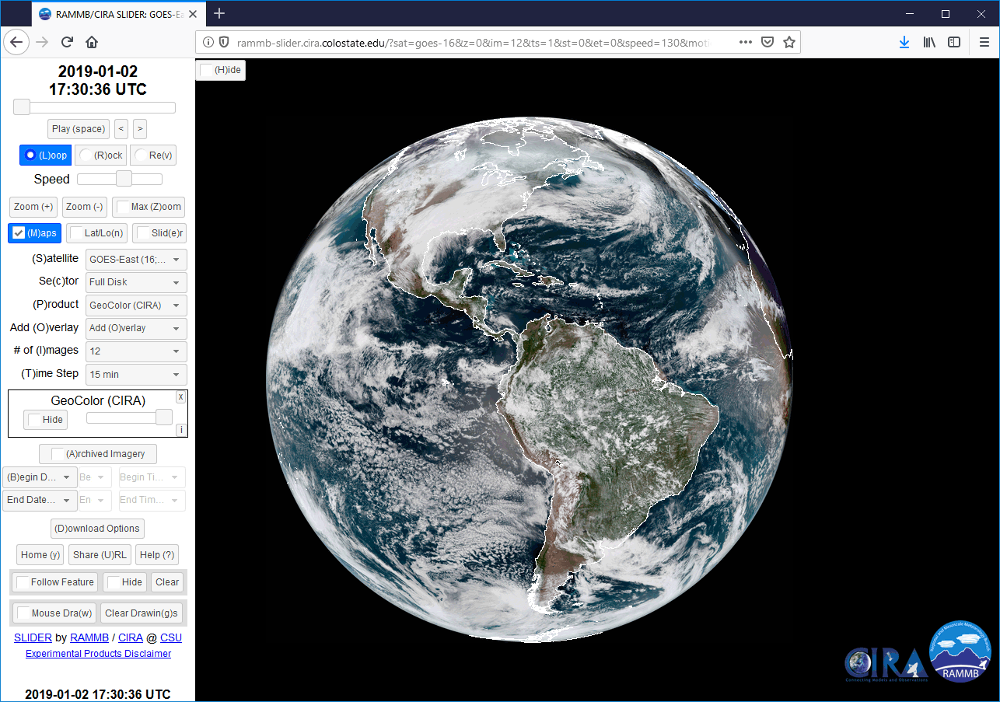 RAMMB/CIRA SLIDER: GOES-Ea
rammb-slider.cira.colostate.edu/?sat=goes-16&z=0&im=12&ts=1&st=0&et=0&speed=130&moti
2019-01-02
17:30:36 UTC
(H)ide
Play (space) < >
(L)oop (R)ock Re(v)
Speed
Zoom (+) Zoom (-) Max (Z)oom
(M)aps Lat/Lo(n) Slid(e)r
(S)atellite GOES-East (16;...
Se(c)tor Full Disk
(P)roduct GeoColor (CIRA)
Add (O)verlay Add (O)verlay
# of (I)mages 12
(T)ime Step 15 min
GeoColor (CIRA) X
Hide
i
(A)rchived Imagery
(B)egin D... Be Begin Ti...
End Date... En End Tim...
(D)ownload Options
Home (y) Share (U)RL Help (?)
Follow Feature Hide Clear
Mouse Dra(w) Clear Drawin(g)s
SLIDER by RAMMB / CIRA @ CSU
Experimental Products Disclaimer
2019-01-02 17:30:36 UTC
CIRA
Connecting Models and Observations
Regional and Mesoscale Meteorology Branch
RAMMB